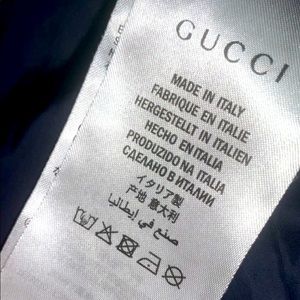 GUCCI
MADE IN ITALY
FABRIQUE EN ITALIE
HERGESTELLT IN ITALIEN
HECHO EN ITALIA
PRODUZIDO NA ITALIA
СДЕЛАНО В ИТАЛИИ
イタリア製
产地 意大利
صنع في إيطاليا